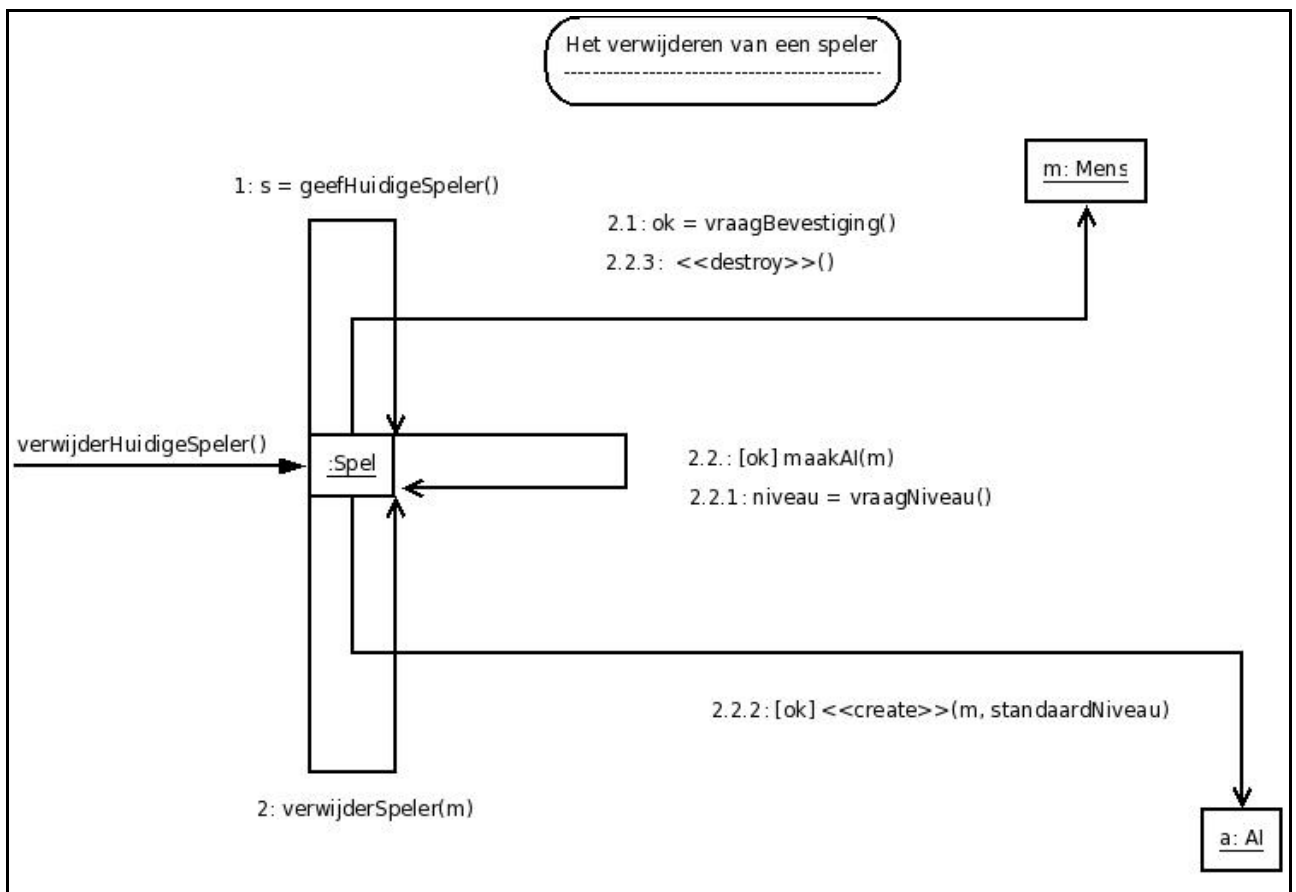 Het verwijderen van een speler
m: Mens
1: s = geefHuidigeSpeler()
2.1: ok = vraagBevestiging()
2.2.3: <<destroy>>()
verwijderHuidigeSpeler()
:Spel
2.2.: [ok] maakAI(m)
2.2.1: niveau = vraagNiveau()
2.2.2: [ok] <<create>>(m, standaardNiveau)
2: verwijderSpeler(m)
a: AI